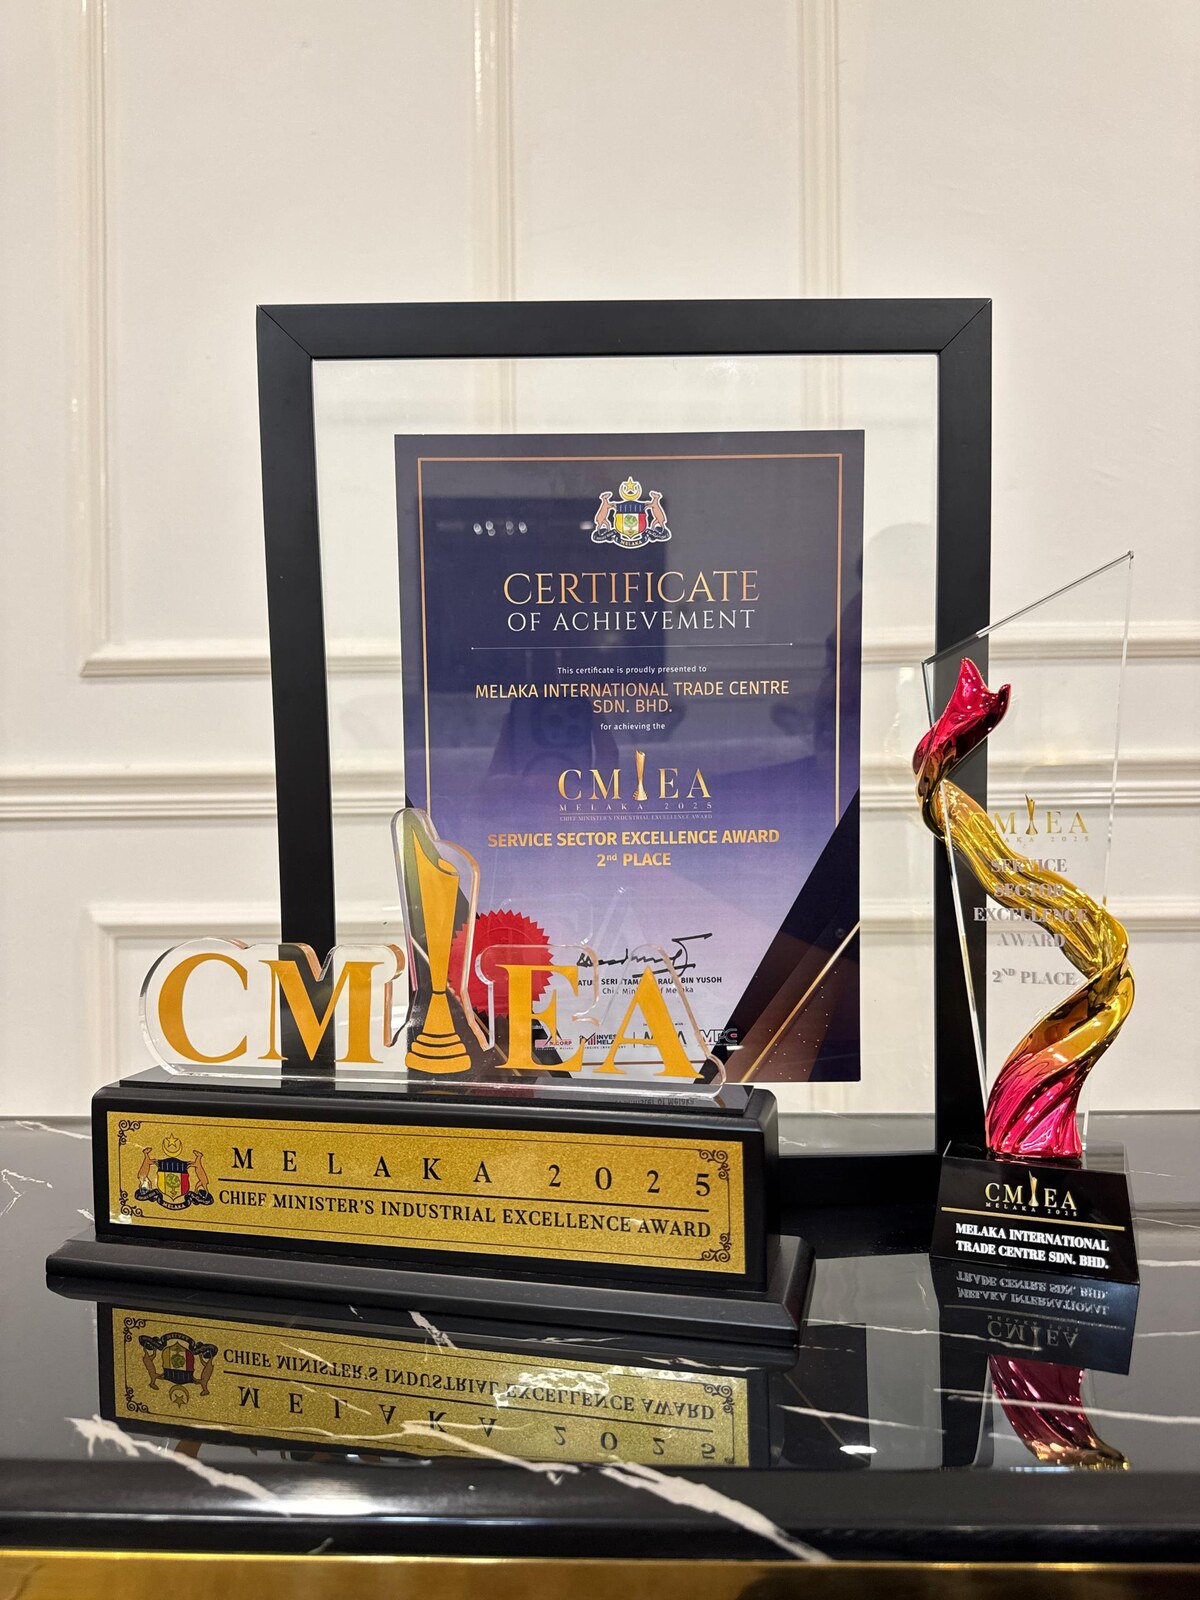 MELAKA
CERTIFICATE
OF ACHIEVEMENT
This certificate is proudly presented to
MELAKA INTERNATIONAL TRADE CENTRE
SDN. BHD.
for achieving the
CMIEA
MELAKA 2025
CHIEF MINISTER'S INDUSTRIAL EXCELLENCE AWARD
SERVICE SECTOR EXCELLENCE AWARD
2nd PLACE
BIN YUSOH
Chief Minister of Melaka
CMIEA
MELAKA 2025
CHIEF MINISTER'S INDUSTRIAL EXCELLENCE AWARD
CMIEA
SERVICE
SECTOR
EXCELLENCE
AWARD
2ND PLACE
CMIEA
MELAKA 2025
MELAKA INTERNATIONAL
TRADE CENTRE SDN. BHD.